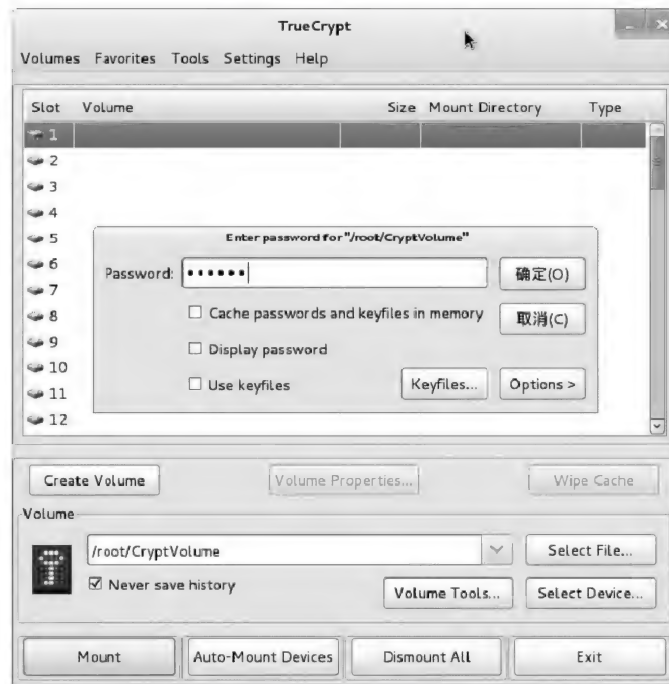 TrueCrypt
Volumes Favorites Tools Settings Help
Slot Volume Size Mount Directory Type
1
2
3
4
5
6
7
8
9
10
11
12
Enter password for "/root/CryptVolume"
Password: ●●●●●●
确定(O)
Cache passwords and keyfiles in memory
取消(C)
Display password
Use keyfiles
Keyfiles...
Options >
Create Volume
Volume Properties...
Wipe Cache
Volume
/root/CryptVolume
Select File...
Never save history
Volume Tools...
Select Device...
Mount
Auto-Mount Devices
Dismount All
Exit